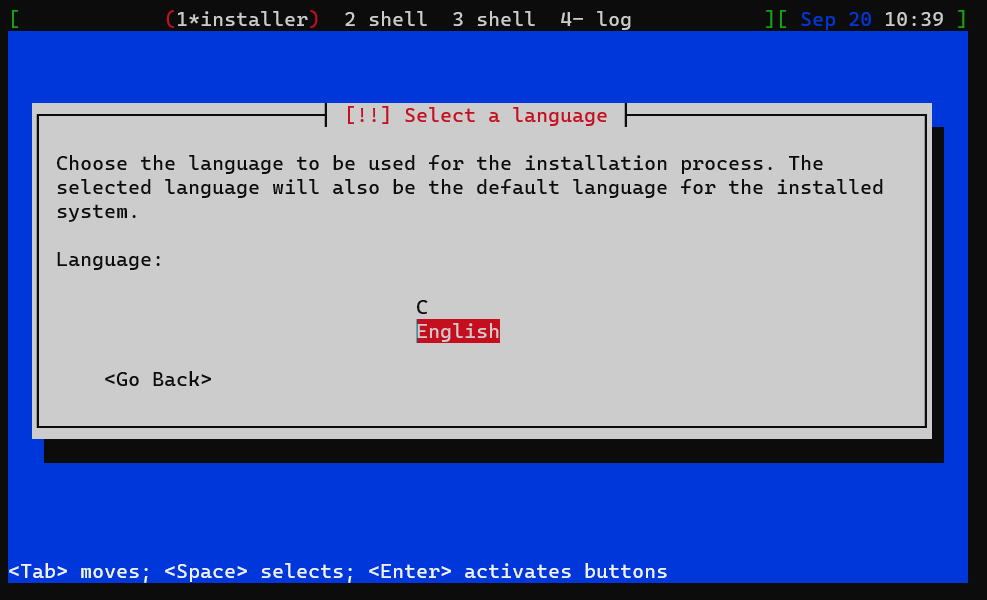 [ (1*installer) 2 shell 3 shell 4- log ][ Sep 20 10:39 ]
[!!] Select a language
Choose the language to be used for the installation process. The
selected language will also be the default language for the installed
system.
Language:
C
English
<Go Back>
<Tab> moves; <Space> selects; <Enter> activates buttons